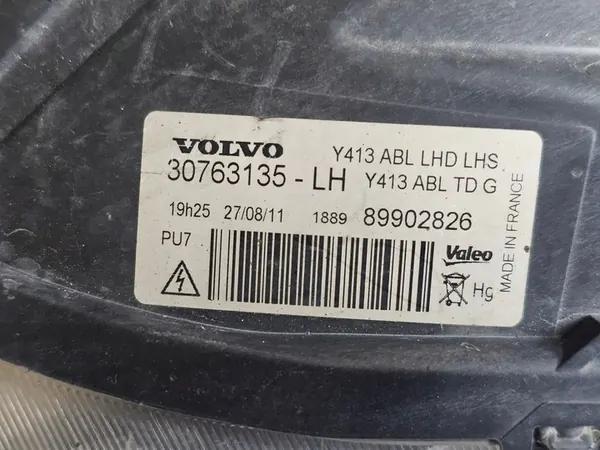 VOLVO Y413 ABL LHD LHS
30763135 - LH Y413 ABL TD G
19h25 27/08/11 1889 89902826
PU7
Valeo
Hg
MADE IN FRANCE